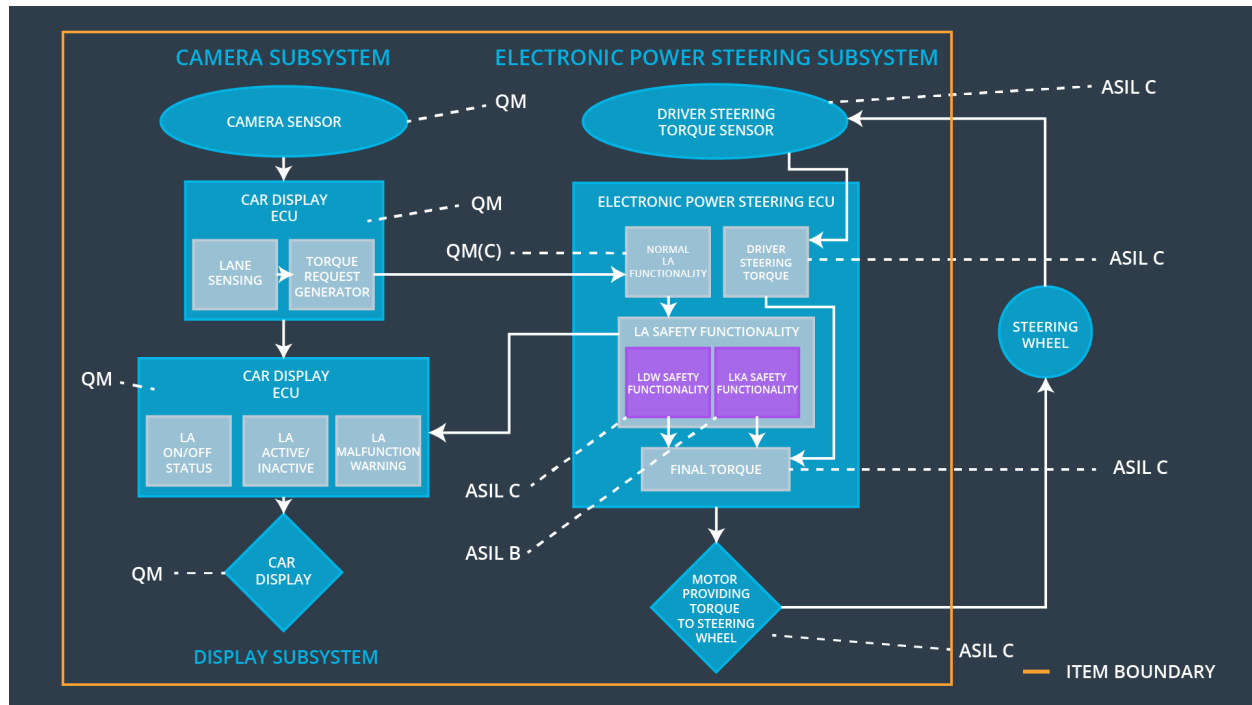 CAMERA SUBSYSTEM
ELECTRONIC POWER STEERING SUBSYSTEM
CAMERA SENSOR
QM
DRIVER STEERING
TORQUE SENSOR
ASIL C
CAR DISPLAY
ECU
QM
LANE
SENSING
TORQUE
REQUEST
GENERATOR
ELECTRONIC POWER STEERING ECU
QM(C)
NORMAL
LA
FUNCTIONALITY
DRIVER
STEERING
TORQUE
ASIL C
LA SAFETY FUNCTIONALITY
LDW SAFETY
FUNCTIONALITY
LKA SAFETY
FUNCTIONALITY
STEERING
WHEEL
QM
CAR DISPLAY
ECU
LA
ON/OFF
STATUS
LA
ACTIVE/
INACTIVE
LA
MALFUNCTION
WARNING
FINAL TORQUE
ASIL C
ASIL C
ASIL B
QM
CAR
DISPLAY
MOTOR
PROVIDING
TORQUE
TO STEERING
WHEEL
ASIL C
DISPLAY SUBSYSTEM
ITEM BOUNDARY